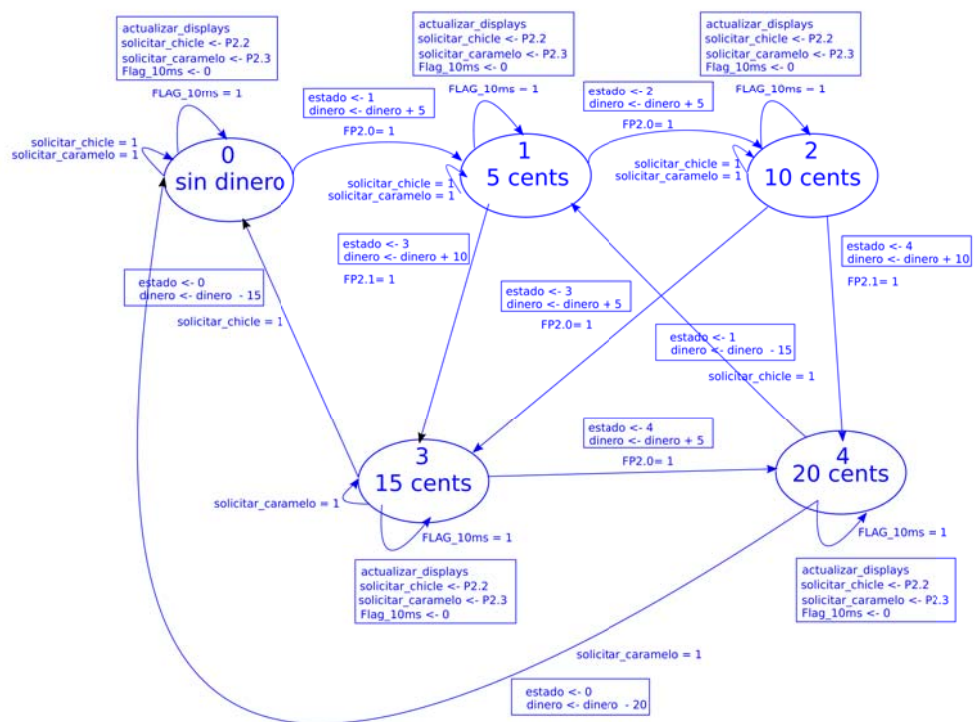 actualizar_displays
solicitar_chicle <- P2.2
solicitar_caramelo <- P2.3
Flag_10ms <- 0
FLAG_10ms = 1
actualizar_displays
solicitar_chicle <- P2.2
solicitar_caramelo <- P2.3
Flag_10ms <- 0
FLAG_10ms = 1
actualizar_displays
solicitar_chicle <- P2.2
solicitar_caramelo <- P2.3
Flag_10ms <- 0
FLAG_10ms = 1
estado <- 1
dinero <- dinero + 5
FP2.0= 1
estado <- 2
dinero <- dinero + 5
FP2.0= 1
solicitar_chicle = 1
solicitar_caramelo = 1
0
sin dinero
solicitar_chicle = 1
solicitar_caramelo = 1
1
5 cents
solicitar_chicle = 1
solicitar_caramelo = 1
2
10 cents
estado <- 0
dinero <- dinero - 15
solicitar_chicle = 1
estado <- 3
dinero <- dinero + 10
FP2.1= 1
estado <- 3
dinero <- dinero + 5
FP2.0= 1
estado <- 4
dinero <- dinero + 10
FP2.1= 1
estado <- 1
dinero <- dinero - 15
solicitar_chicle = 1
3
15 cents
solicitar_caramelo = 1
FLAG_10ms = 1
estado <- 4
dinero <- dinero + 5
FP2.0= 1
4
20 cents
FLAG_10ms = 1
actualizar_displays
solicitar_chicle <- P2.2
solicitar_caramelo <- P2.3
Flag_10ms <- 0
actualizar_displays
solicitar_chicle <- P2.2
solicitar_caramelo <- P2.3
Flag_10ms <- 0
solicitar_caramelo = 1
estado <- 0
dinero <- dinero - 20